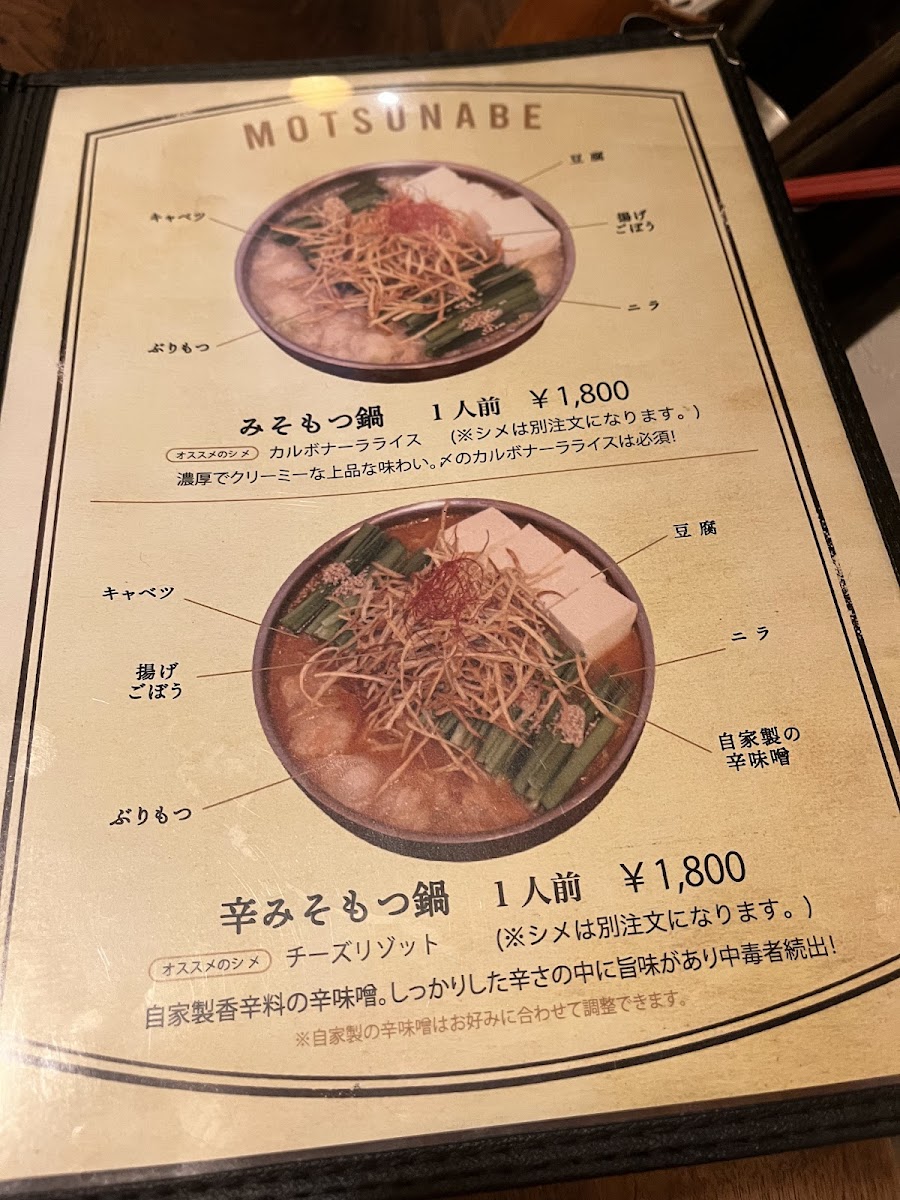 MOTSUNABE
豆腐
キャベツ
揚げ
ごぼう
ニラ
ぶりもつ
みそもつ鍋 1人前 ¥1,800
オススメのシメ カルボナーラライス (※シメは別注文になります。)
濃厚でクリーミーな上品な味わい。〆のカルボナーラライスは必須!
豆腐
キャベツ
ニラ
揚げ
ごぼう
自家製の
辛味噌
ぶりもつ
辛みそもつ鍋 1人前 ¥1,800
オススメのシメ チーズリゾット (※シメは別注文になります。)
自家製香辛料の辛味噌。しっかりした辛さの中に旨味があり中毒者続出!
※自家製の辛味噌はお好みに合わせて調整できます。